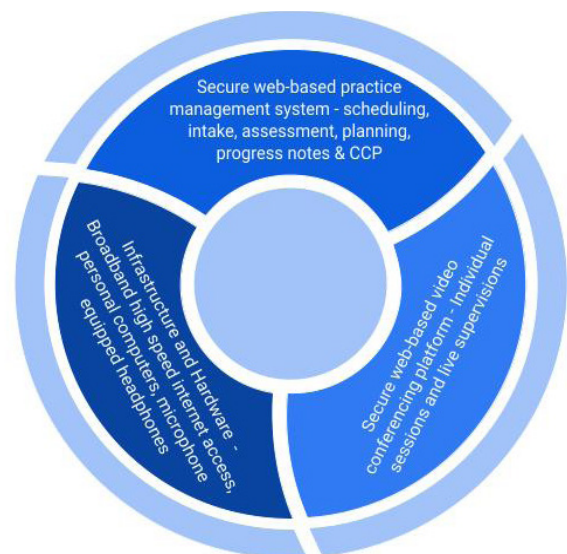 Secure web-based practice
management system - scheduling,
intake, assessment, planning,
progress notes & CCP
Secure web-based video
conferencing platform - Individual
sessions and live supervisions
Infrastructure and Hardware -
Broadband high speed internet access,
personal computers, microphone
equipped headphones